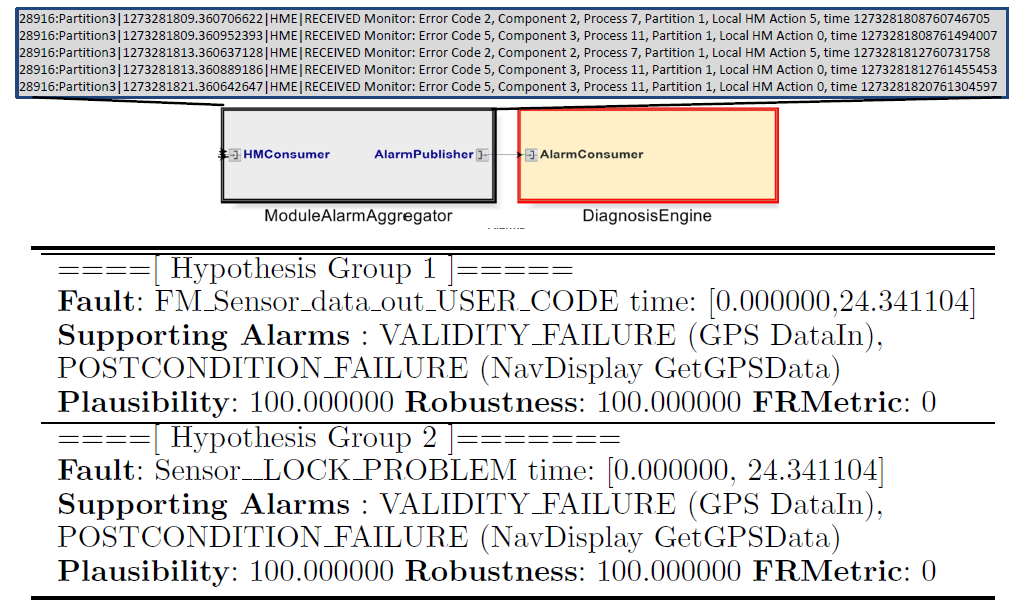 28916:Partition3|1273281809.360706622|HME|RECEIVED Monitor: Error Code 2, Component 2, Process 7, Partition 1, Local HM Action 5, time 1273281808760746705
28916:Partition3|1273281809.360952393|HME|RECEIVED Monitor: Error Code 5, Component 3, Process 11, Partition 1, Local HM Action 0, time 1273281808761494007
28916:Partition3|1273281813.360637128|HME|RECEIVED Monitor: Error Code 2, Component 2, Process 7, Partition 1, Local HM Action 5, time 1273281812760731758
28916:Partition3|1273281813.360889186|HME|RECEIVED Monitor: Error Code 5, Component 3, Process 11, Partition 1, Local HM Action 0, time 1273281812761455453
28916:Partition3|1273281821.360642647|HME|RECEIVED Monitor: Error Code 5, Component 3, Process 11, Partition 1, Local HM Action 0, time 1273281820761304597
HMConsumer AlarmPublisher AlarmConsumer
ModuleAlarmAggregator DiagnosisEngine
====[ Hypothesis Group 1 ]=====
Fault: FM_Sensor_data_out_USER_CODE time: [0.000000,24.341104]
Supporting Alarms : VALIDITY_FAILURE (GPS DataIn),
POSTCONDITION_FAILURE (NavDisplay GetGPSData)
Plausibility: 100.000000 Robustness: 100.000000 FRMetric: 0
====[ Hypothesis Group 2 ]=======
Fault: Sensor__LOCK_PROBLEM time: [0.000000, 24.341104]
Supporting Alarms : VALIDITY_FAILURE (GPS DataIn),
POSTCONDITION_FAILURE (NavDisplay GetGPSData)
Plausibility: 100.000000 Robustness: 100.000000 FRMetric: 0